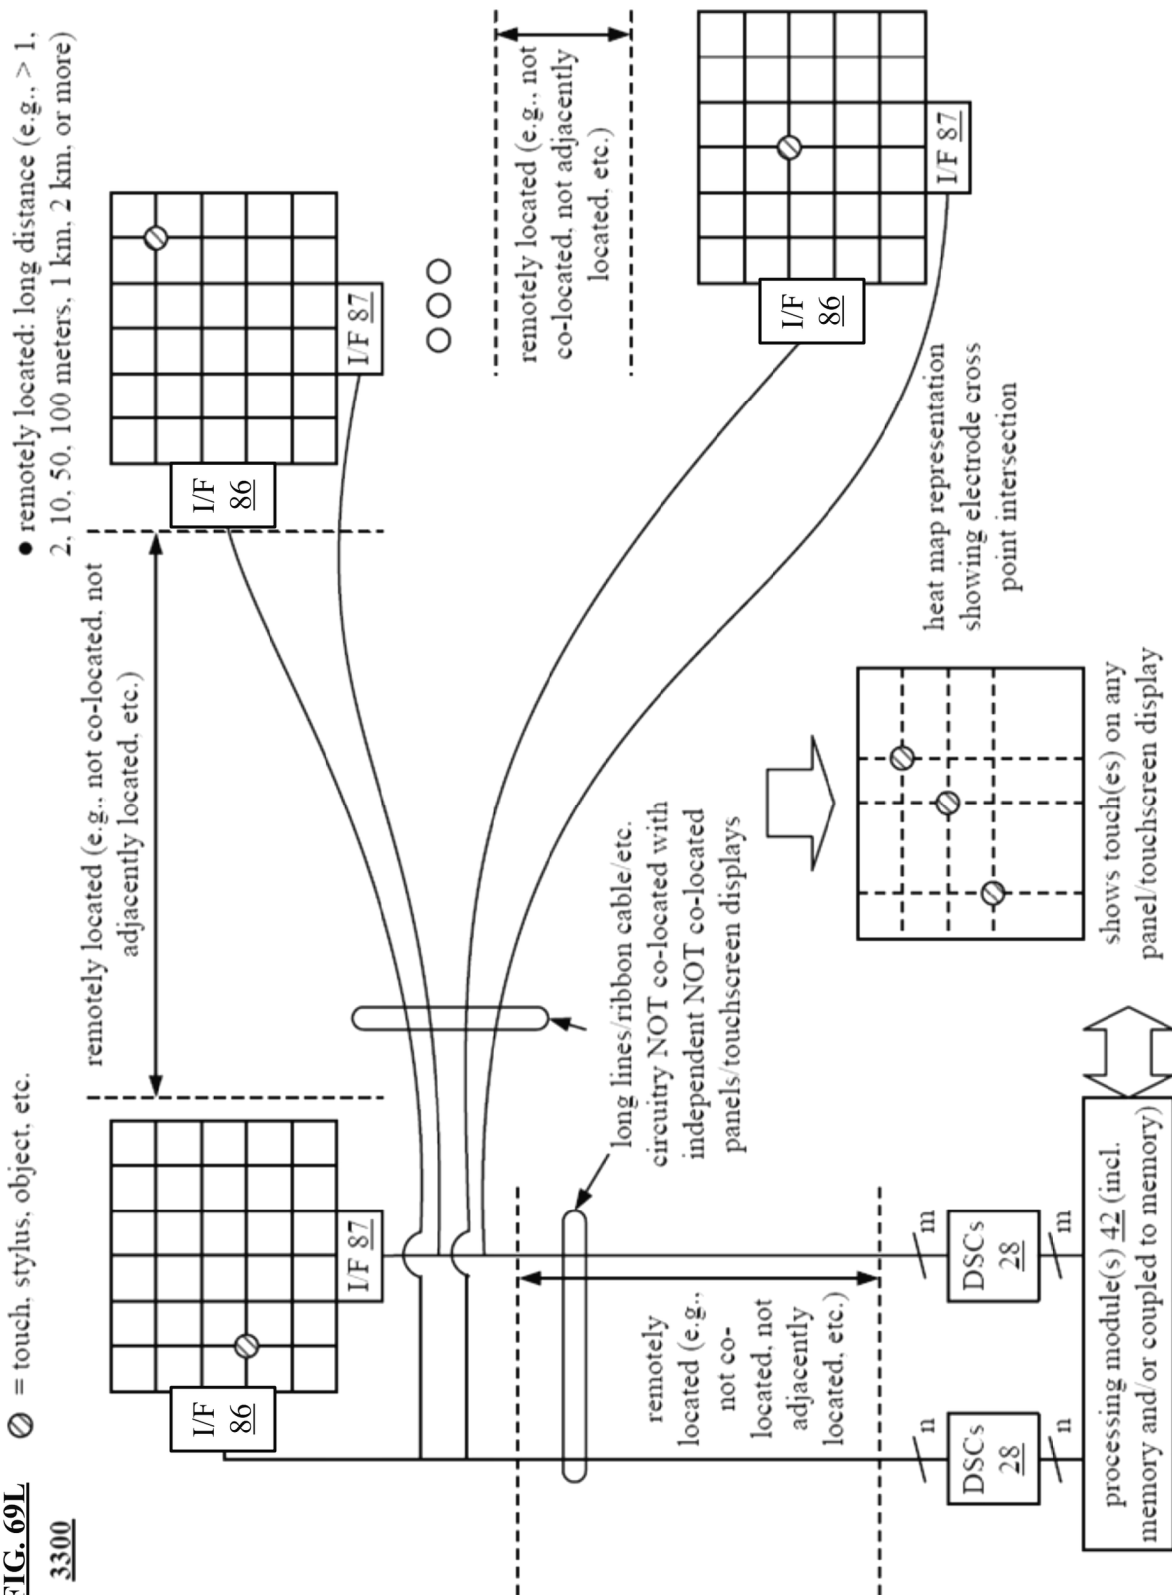 FIG. 69L
3300
= touch, stylus, object, etc.
● remotely located: long distance (e.g., > 1,
2, 10, 50, 100 meters, 1 km, 2 km, or more)
remotely located (e.g., not co-located, not
adjacently located, etc.)
I/F
86
I/F 87
I/F
86
I/F 87
remotely located (e.g., not
co-located, not adjacently
located, etc.)
I/F
86
I/F 87
long lines/ribbon cable/etc.
circuitry NOT co-located with
independent NOT co-located
panels/touchscreen displays
remotely
located (e.g.,
not co-
located, not
adjacently
located, etc.)
heat map representation
showing electrode cross
point intersection
n
m
DSCs
28
DSCs
28
n
m
processing module(s) 42 (incl.
memory and/or coupled to memory)
shows touch(es) on any
panel/touchscreen display